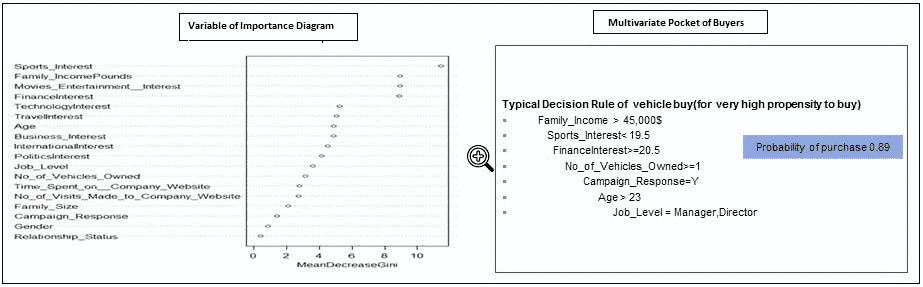 Variable of Importance Diagram
Sports_Interest
Family_IncomePounds
Movies_Entertainment__Interest
FinanceInterest
TechnologyInterest
TravelInterest
Age
Business_Interest
InternationalInterest
PoliticsInterest
Job_Level
No_of_Vehicles_Owned
Time_Spent_on__Company_Website
No_of_Visits_Made_to_Company_Website
Family_Size
Campaign_Response
Gender
Relationship_Status
0 2 4 6 8 10
MeanDecreaseGini
Multivariate Pocket of Buyers
Typical Decision Rule of vehicle buy(for very high propensity to buy)
Family_Income > 45,000$
Sports_Interest< 19.5
FinanceInterest>=20.5
No_of_Vehicles_Owned>=1
Campaign_Response=Y
Age > 23
Job_Level = Manager,Director
Probability of purchase 0.89